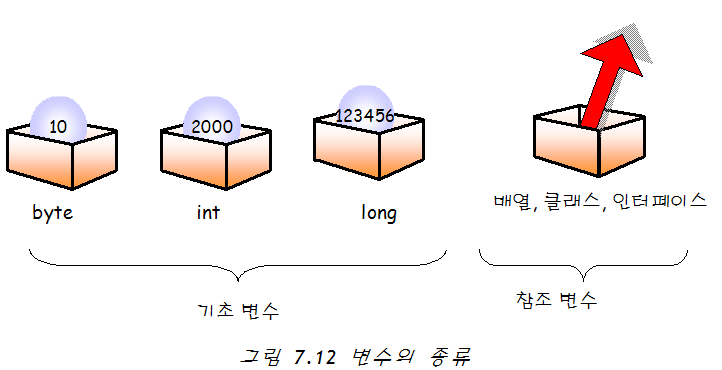 10 2000 123456
byte int long 배열, 클래스, 인터페이스
기초 변수 참조 변수
그림 7.12 변수의 종류